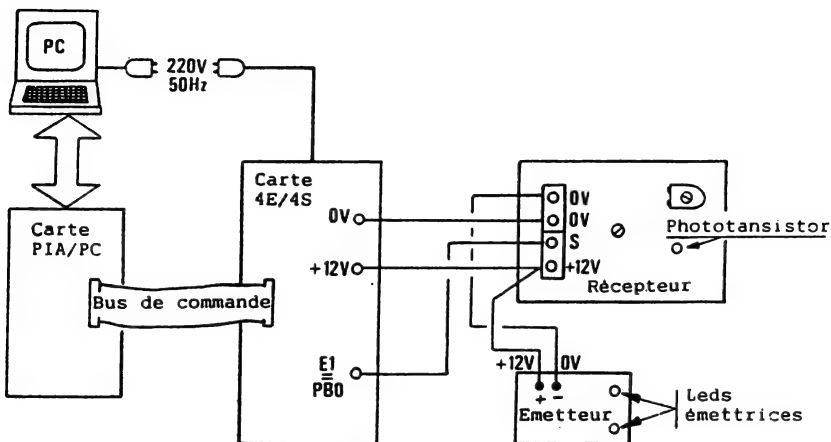 PC
220V
50Hz
Carte
4E/4S
0V
+12V
E1
=
PB0
Carte
PIA/PC
Bus de commande
0V
0V
S
+12V
Phototansistor
Récepteur
+12V
0V
+ -
Emetteur
Leds
émettrices